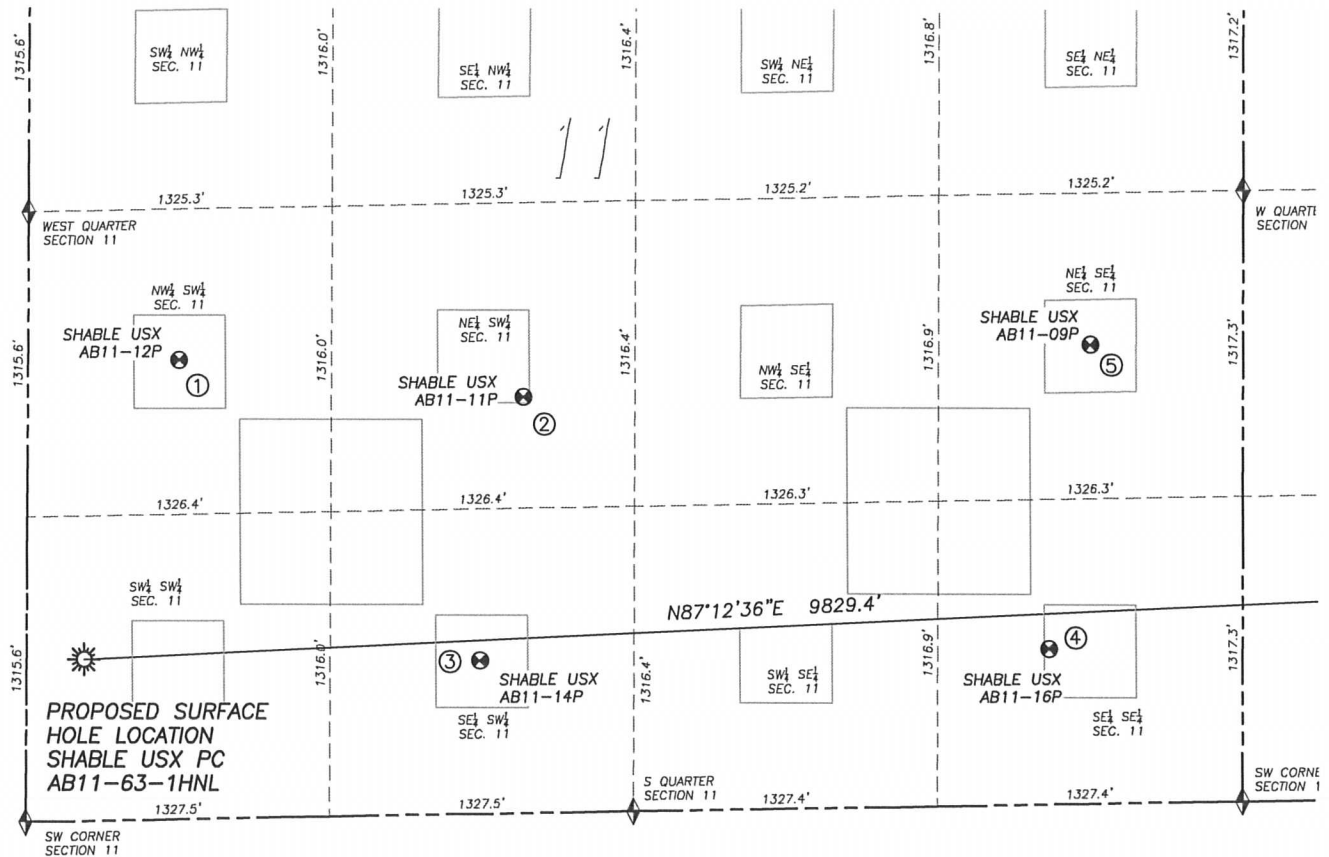 1315.6'
SW¼ NW¼
SEC. 11
1316.0'
SE¼ NW¼
SEC. 11
1316.4'
SW¼ NE¼
SEC. 11
1316.8'
SE¼ NE¼
SEC. 11
1317.2'
11
1325.3'
1325.3'
1325.2'
1325.2'
WEST QUARTER
SECTION 11
W QUARTE
SECTION
NW¼ SW¼
SEC. 11
SHABLE USX
AB11-12P
①
1315.6'
1316.0'
NE¼ SW¼
SEC. 11
SHABLE USX
AB11-11P
②
1316.4'
NW¼ SE¼
SEC. 11
1316.9'
NE¼ SE¼
SEC. 11
SHABLE USX
AB11-09P
⑤
1317.3'
1326.4'
1326.4'
1326.3'
1326.3'
SW¼ SW¼
SEC. 11
N87°12'36"E 9829.4'
1315.6'
1316.0'
③
SHABLE USX
AB11-14P
SE¼ SW¼
SEC. 11
1316.4'
SW¼ SE¼
SEC. 11
1316.9'
④
SHABLE USX
AB11-16P
SE¼ SE¼
SEC. 11
1317.3'
PROPOSED SURFACE
HOLE LOCATION
SHABLE USX PC
AB11-63-1HNL
1327.5'
1327.5'
S QUARTER
SECTION 11
1327.4'
1327.4'
SW CORNE
SECTION 1
SW CORNER
SECTION 11